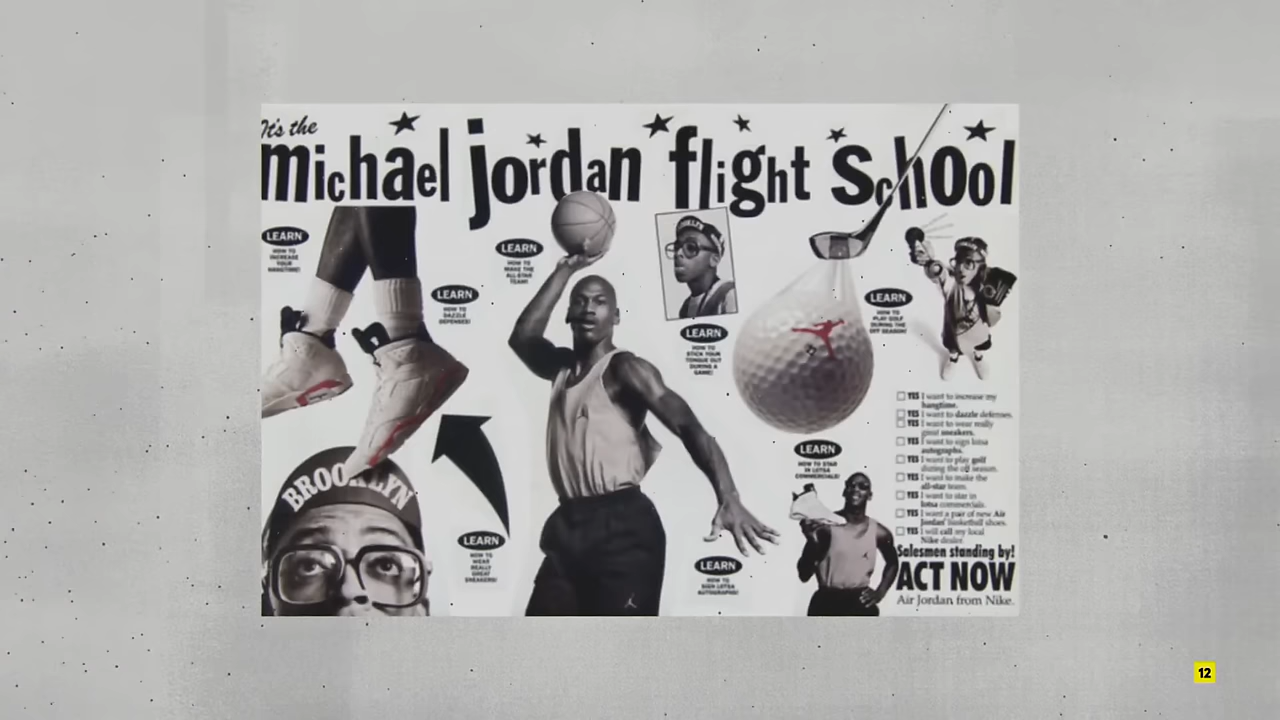 It's the
michael jordan flight school
LEARN
HOW TO
INCREASE
YOUR
HANGTIME!
LEARN
HOW TO
DAZZLE
DEFENSES!
LEARN
HOW TO
MAKE THE
ALL-STAR
TEAM!
BROOKLYN
LEARN
HOW TO
STICK YOUR
TONGUE OUT
DURING A
GAME!
LEARN
HOW TO
PLAY GOLF
DURING THE
OFF SEASON!
BROOKLYN
LEARN
HOW TO
WEAR
REALLY
GREAT
SNEAKERS!
LEARN
HOW TO
SIGN LOTSA
AUTOGRAPHS!
LEARN
HOW TO STAR
IN LOTSA
COMMERCIALS!
YES I want to increase my
hangtime.
YES I want to dazzle defenses.
YES I want to wear really
great sneakers.
YES I want to sign lotsa
autographs.
YES I want to play golf
during the off season.
YES I want to make the
all-star team.
YES I want to star in
lotsa commercials.
YES I want a pair of new Air
Jordan basketball shoes.
YES I will call my local
Nike dealer.
Salesmen standing by!
ACT NOW
Air Jordan from Nike.
12